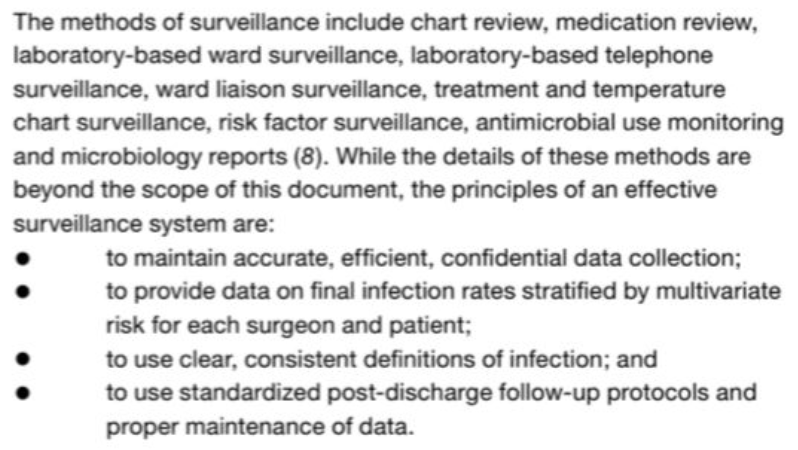 The methods of surveillance include chart review, medication review,
laboratory-based ward surveillance, laboratory-based telephone
surveillance, ward liaison surveillance, treatment and temperature
chart surveillance, risk factor surveillance, antimicrobial use monitoring
and microbiology reports (8). While the details of these methods are
beyond the scope of this document, the principles of an effective
surveillance system are:
● to maintain accurate, efficient, confidential data collection;
● to provide data on final infection rates stratified by multivariate
risk for each surgeon and patient;
● to use clear, consistent definitions of infection; and
● to use standardized post-discharge follow-up protocols and
proper maintenance of data.